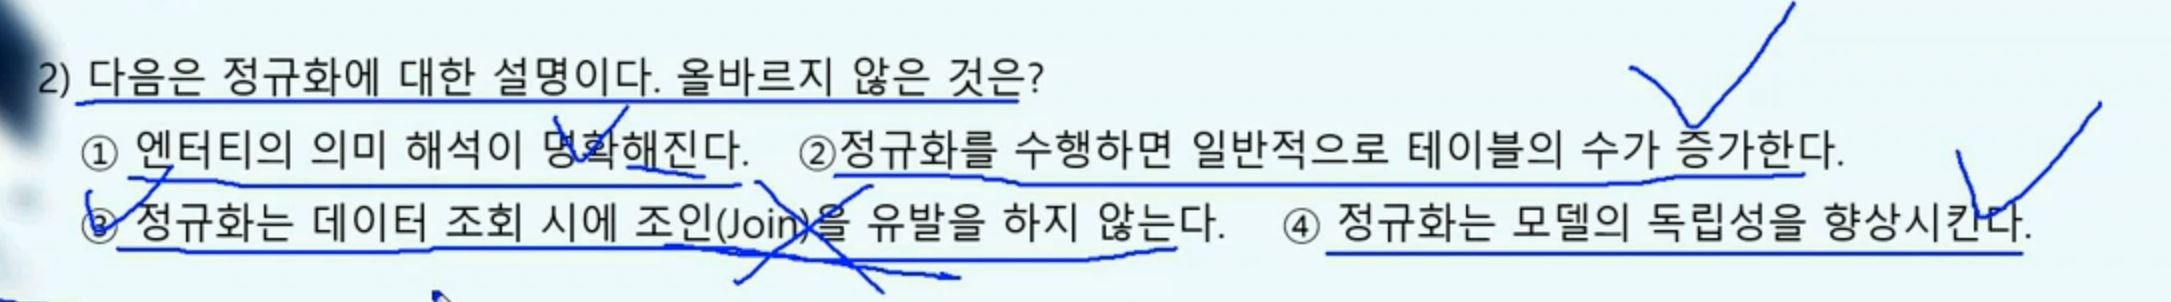 2) 다음은 정규화에 대한 설명이다. 올바르지 않은 것은?
① 엔터티의 의미 해석이 명확해진다. ②정규화를 수행하면 일반적으로 테이블의 수가 증가한다.
③ 정규화는 데이터 조회 시에 조인(Join)을 유발을 하지 않는다. ④ 정규화는 모델의 독립성을 향상시킨다.